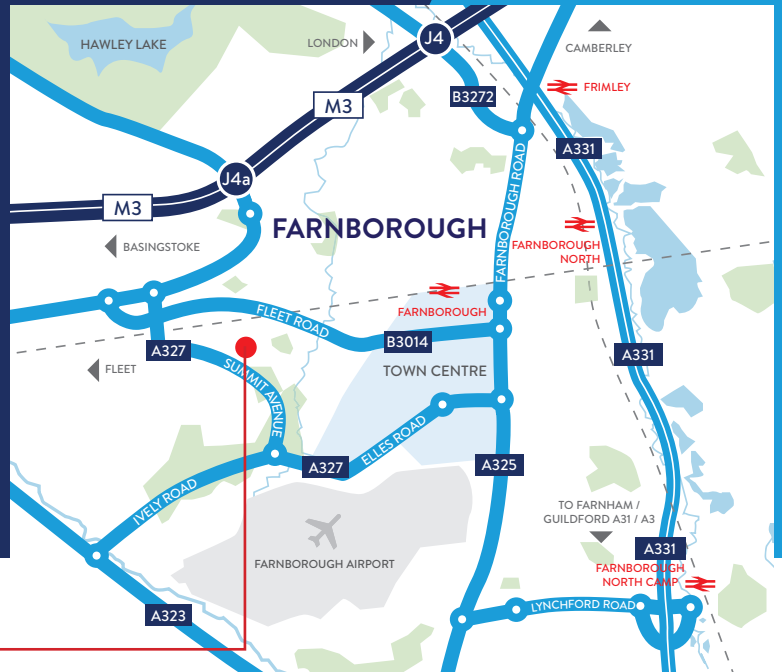 HAWLEY LAKE
LONDON
J4
CAMBERLEY
B3272
FRIMLEY
M3
A331
J4a
FARNBOROUGH ROAD
M3
FARNBOROUGH
BASINGSTOKE
FARNBOROUGH
NORTH
FARNBOROUGH
FLEET ROAD
B3014
A327
A331
FLEET
SUMMIT AVENUE
TOWN CENTRE
ELLES ROAD
A327
A325
IVELY ROAD
TO FARNHAM /
GUILDFORD A31 / A3
A331
FARNBOROUGH AIRPORT
FARNBOROUGH
NORTH CAMP
LYNCHFORD ROAD
A323